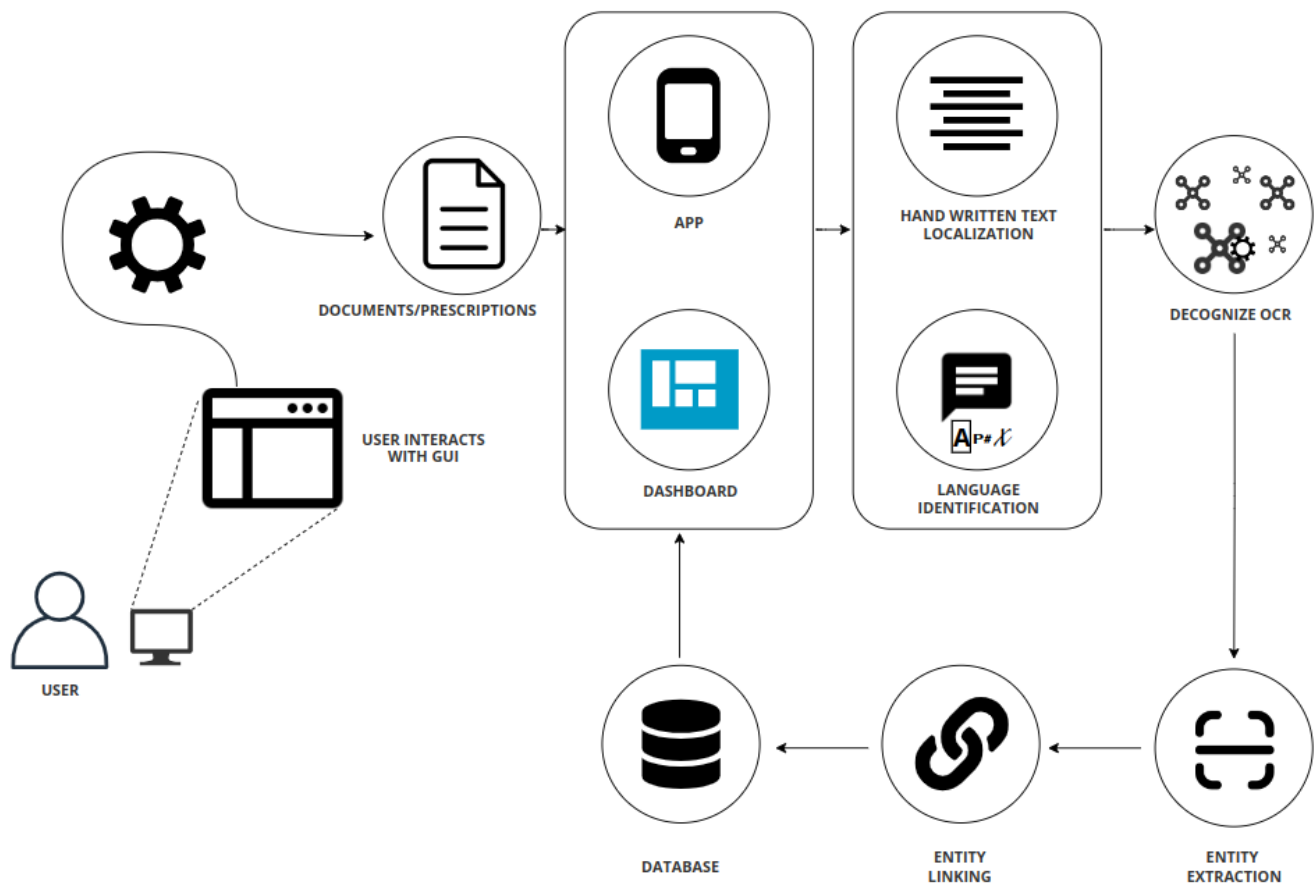 APP
HAND WRITTEN TEXT
LOCALIZATION
DOCUMENTS/PRESCRIPTIONS
DECOGNIZE OCR
USER INTERACTS
WITH GUI
A P# X
DASHBOARD
LANGUAGE
IDENTIFICATION
USER
DATABASE
ENTITY
LINKING
ENTITY
EXTRACTION